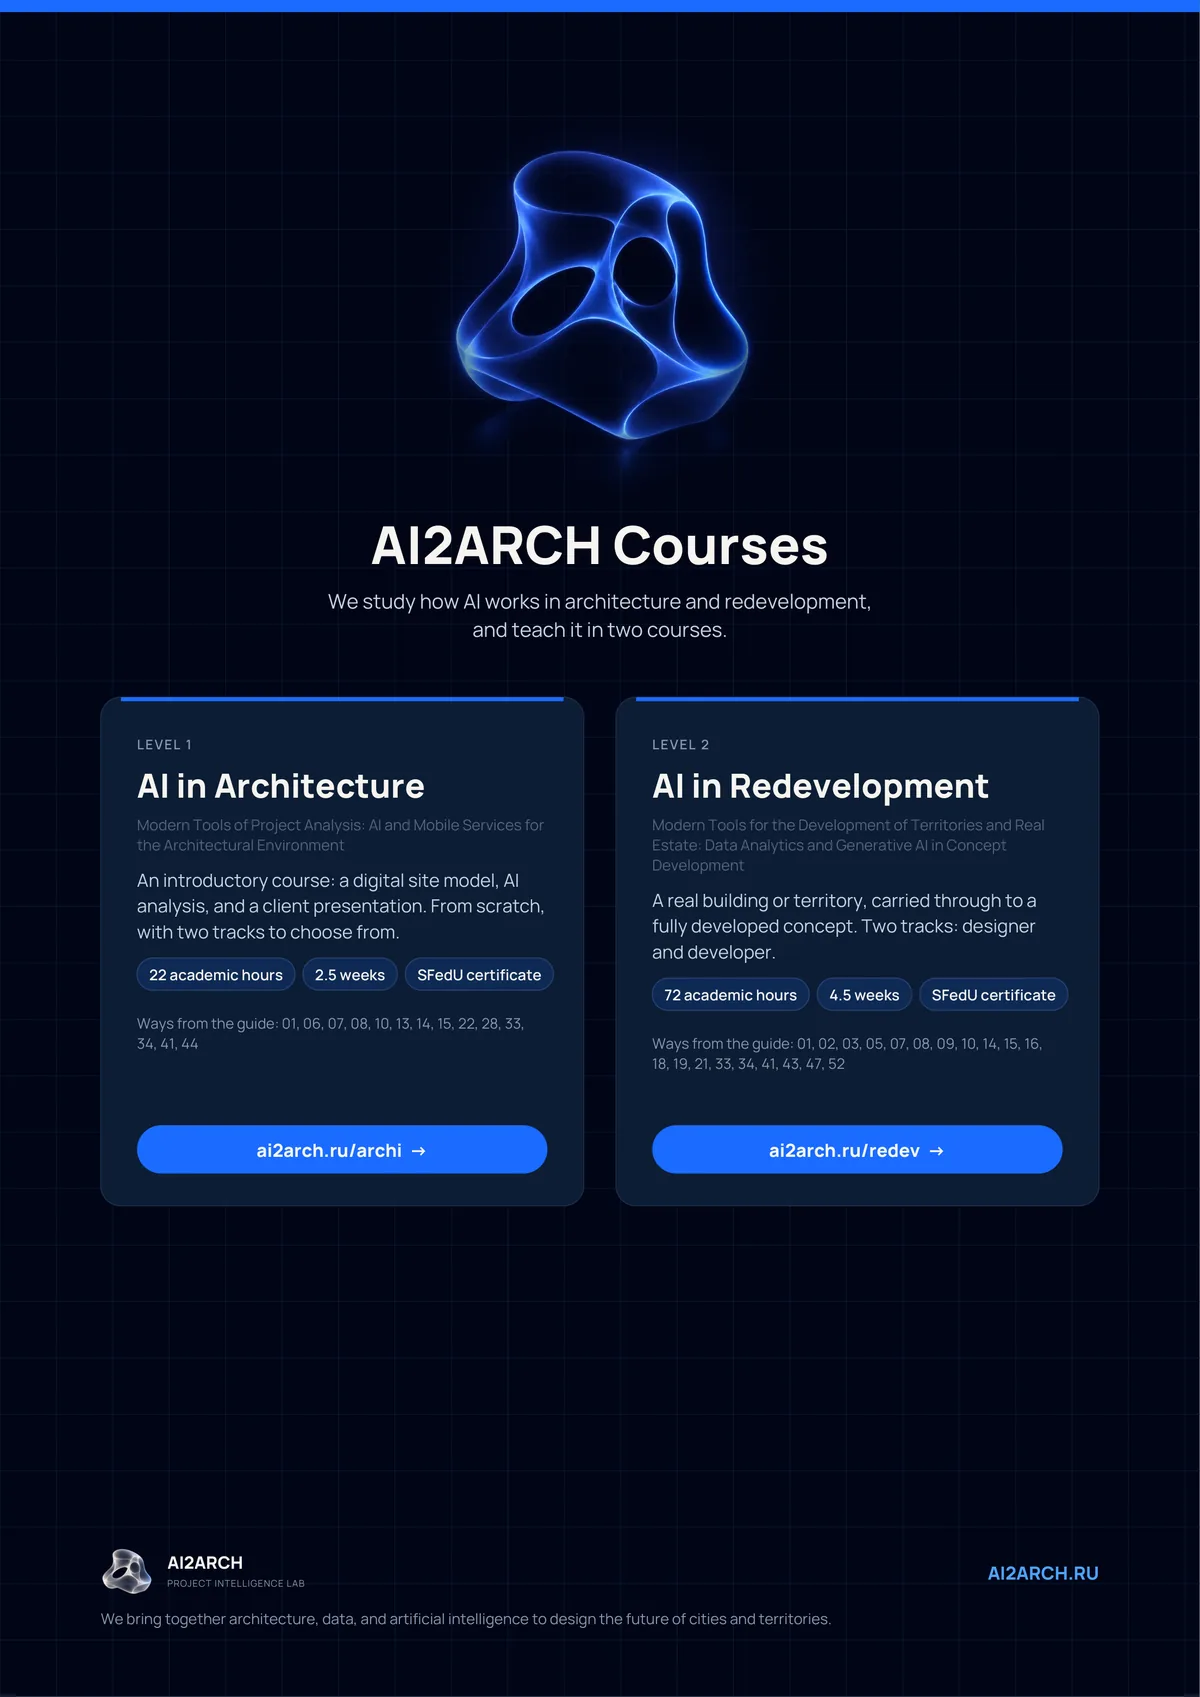 AI2ARCH Courses
We study how AI works in architecture and redevelopment,
and teach it in two courses.
LEVEL 1
AI in Architecture
Modern Tools of Project Analysis: AI and Mobile Services for
the Architectural Environment
An introductory course: a digital site model, AI
analysis, and a client presentation. From scratch,
with two tracks to choose from.
22 academic hours
2.5 weeks
SFedU certificate
Ways from the guide: 01, 06, 07, 08, 10, 13, 14, 15, 22, 28, 33,
34, 41, 44
ai2arch.ru/archi →
LEVEL 2
AI in Redevelopment
Modern Tools for the Development of Territories and Real
Estate: Data Analytics and Generative AI in Concept
Development
A real building or territory, carried through to a
fully developed concept. Two tracks: designer
and developer.
72 academic hours
4.5 weeks
SFedU certificate
Ways from the guide: 01, 02, 03, 05, 07, 08, 09, 10, 14, 15, 16,
18, 19, 21, 33, 34, 41, 43, 47, 52
ai2arch.ru/redev →
AI2ARCH
PROJECT INTELLIGENCE LAB
AI2ARCH.RU
We bring together architecture, data, and artificial intelligence to design the future of cities and territories.